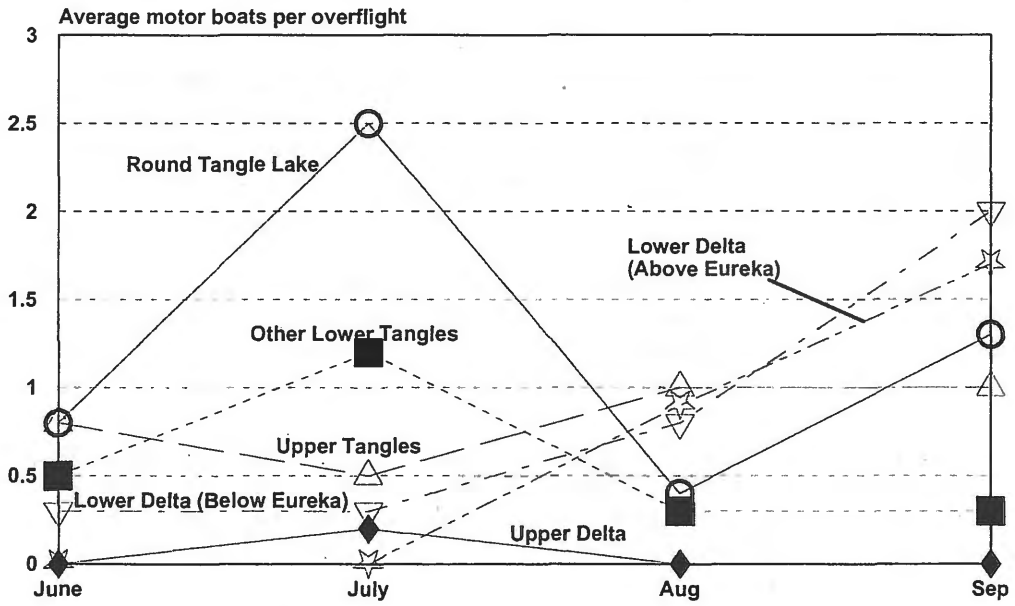 Average motor boats per overflight
3
2.5
Round Tangle Lake
2
Lower Delta
(Above Eureka)
1.5
Other Lower Tangles
1
Upper Tangles
0.5
Lower Delta (Below Eureka)
Upper Delta
0
June July Aug Sep